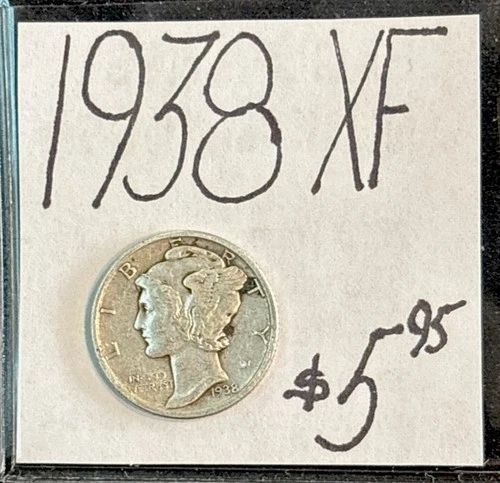 1938 XF
LIBERTY
IN GOD
WE TRUST
1938
$5.95